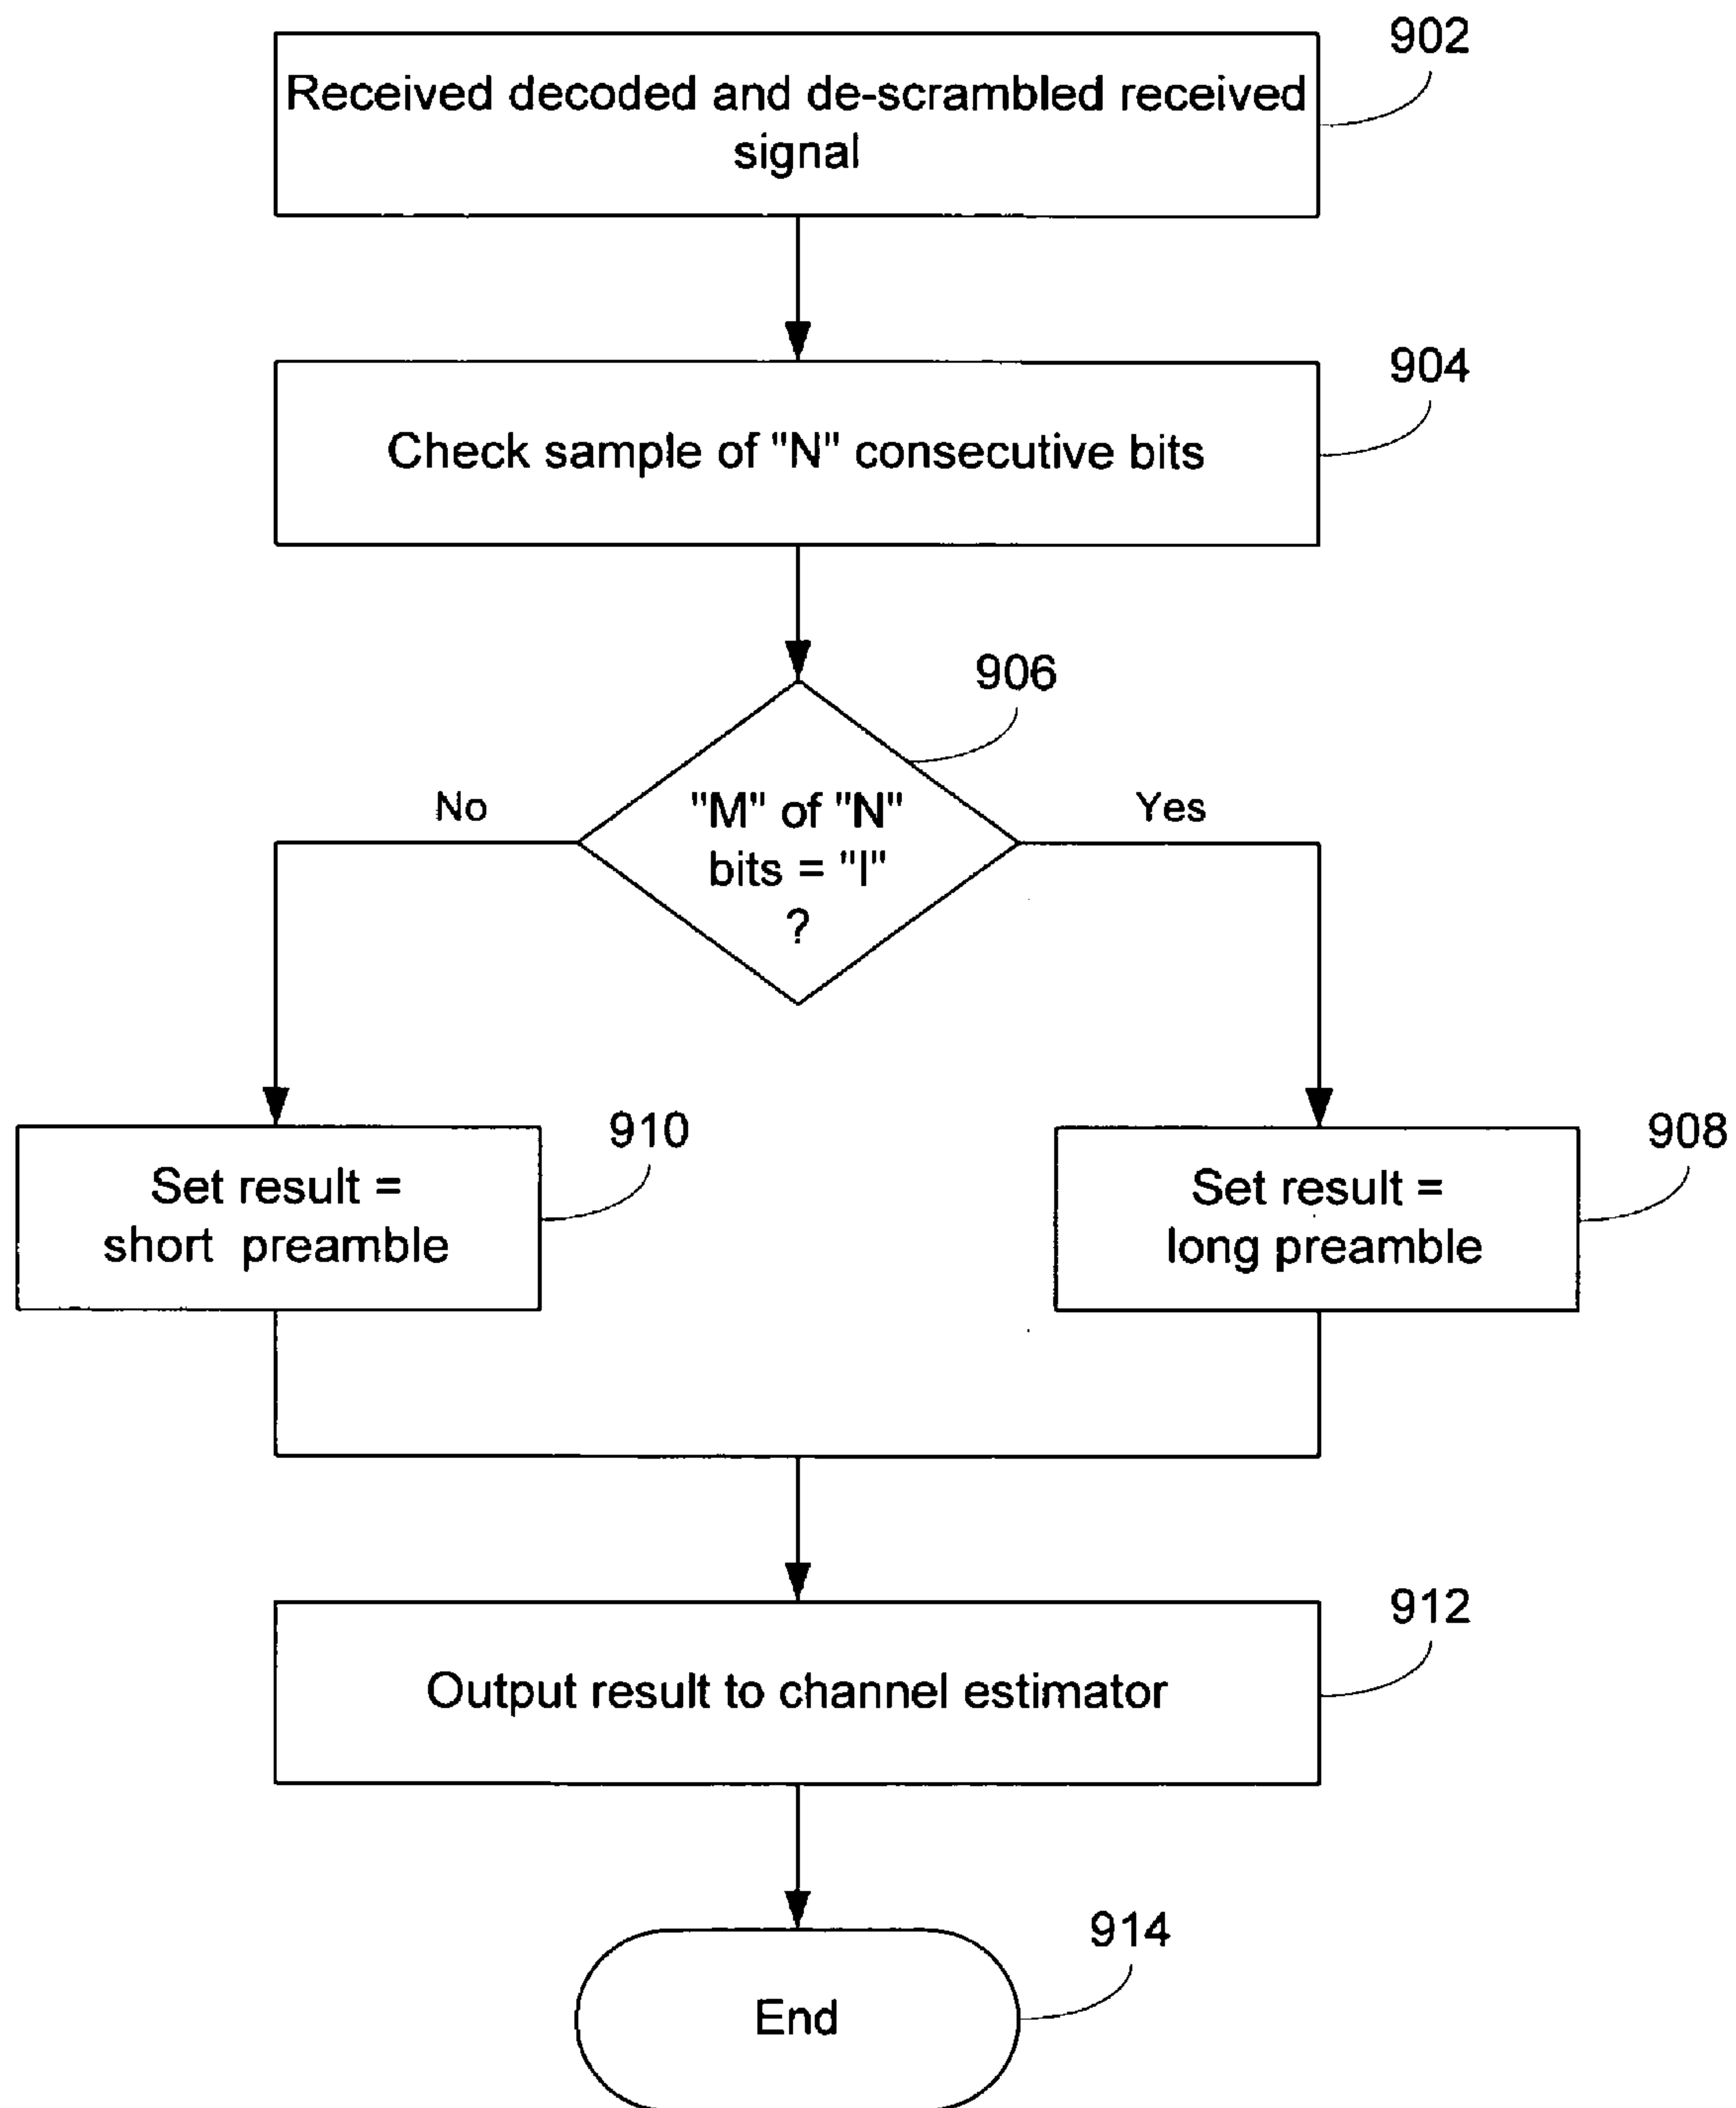 902
Received decoded and de-scrambled received
signal
904
Check sample of "N" consecutive bits
906
No
"M" of "N"
bits = "I"
?
Yes
910
Set result =
short preamble
908
Set result =
long preamble
912
Output result to channel estimator
914
End